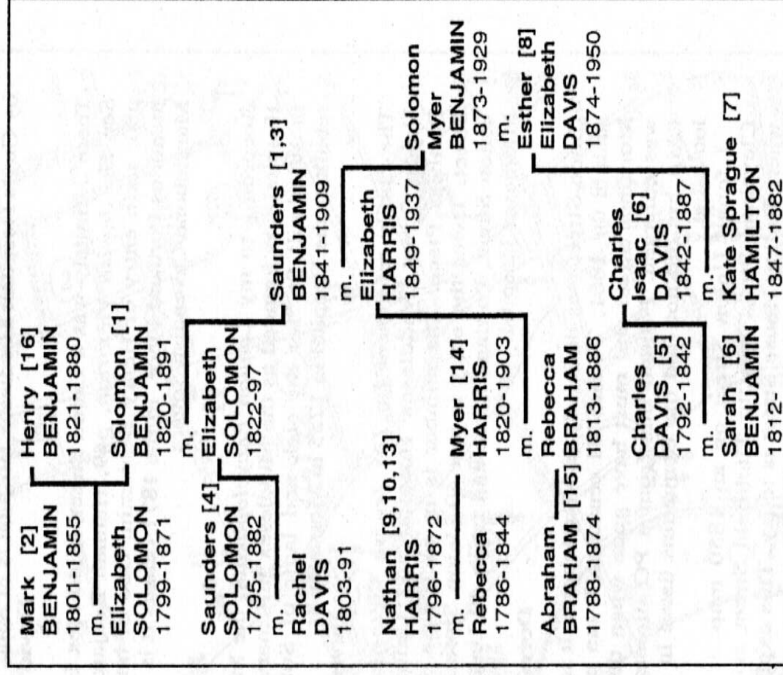 Mark [2]
BENJAMIN
1801-1855
m.
Elizabeth
SOLOMON
1799-1871
Henry [16]
BENJAMIN
1821-1880
Solomon [1]
BENJAMIN
1820-1891
m.
Elizabeth
SOLOMON
1822-97
Saunders [4]
SOLOMON
1795-1882
m.
Rachel
DAVIS
1803-91
Saunders [1,3]
BENJAMIN
1841-1909
m.
Elizabeth
HARRIS
1849-1937
Nathan [9,10,13]
HARRIS
1796-1872
m
Rebecca
1786-1844
Myer [14]
HARRIS
1820-1903
m.
Rebecca
BRAHAM
1813-1886
Abraham
BRAHAM [15]
1788-1874
Solomon
Myer
BENJAMIN
1873-1929
m.
Esther [8]
Elizabeth
DAVIS
1874-1950
Charles
DAVIS [5]
1792-1842
m.
Sarah [6]
BENJAMIN
1812-
Charles
Isaac [6]
DAVIS
1842-1887
m.
Kate Sprague [7]
HAMILTON
1847-1882